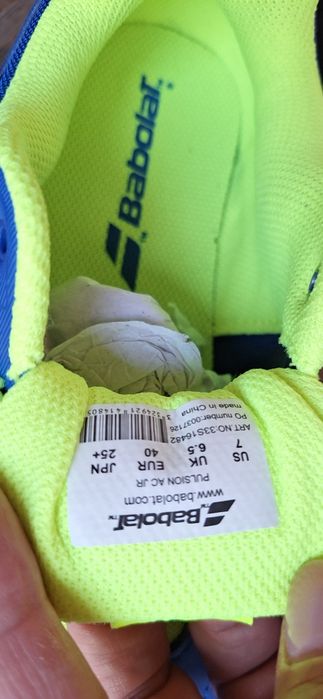 Babolat
Babolat
www.babolat.com
PULSION AC JR
US UK EUR JPN
7 6.5 40 25+
ART NO:33S16482
PO number:0037126
made in China